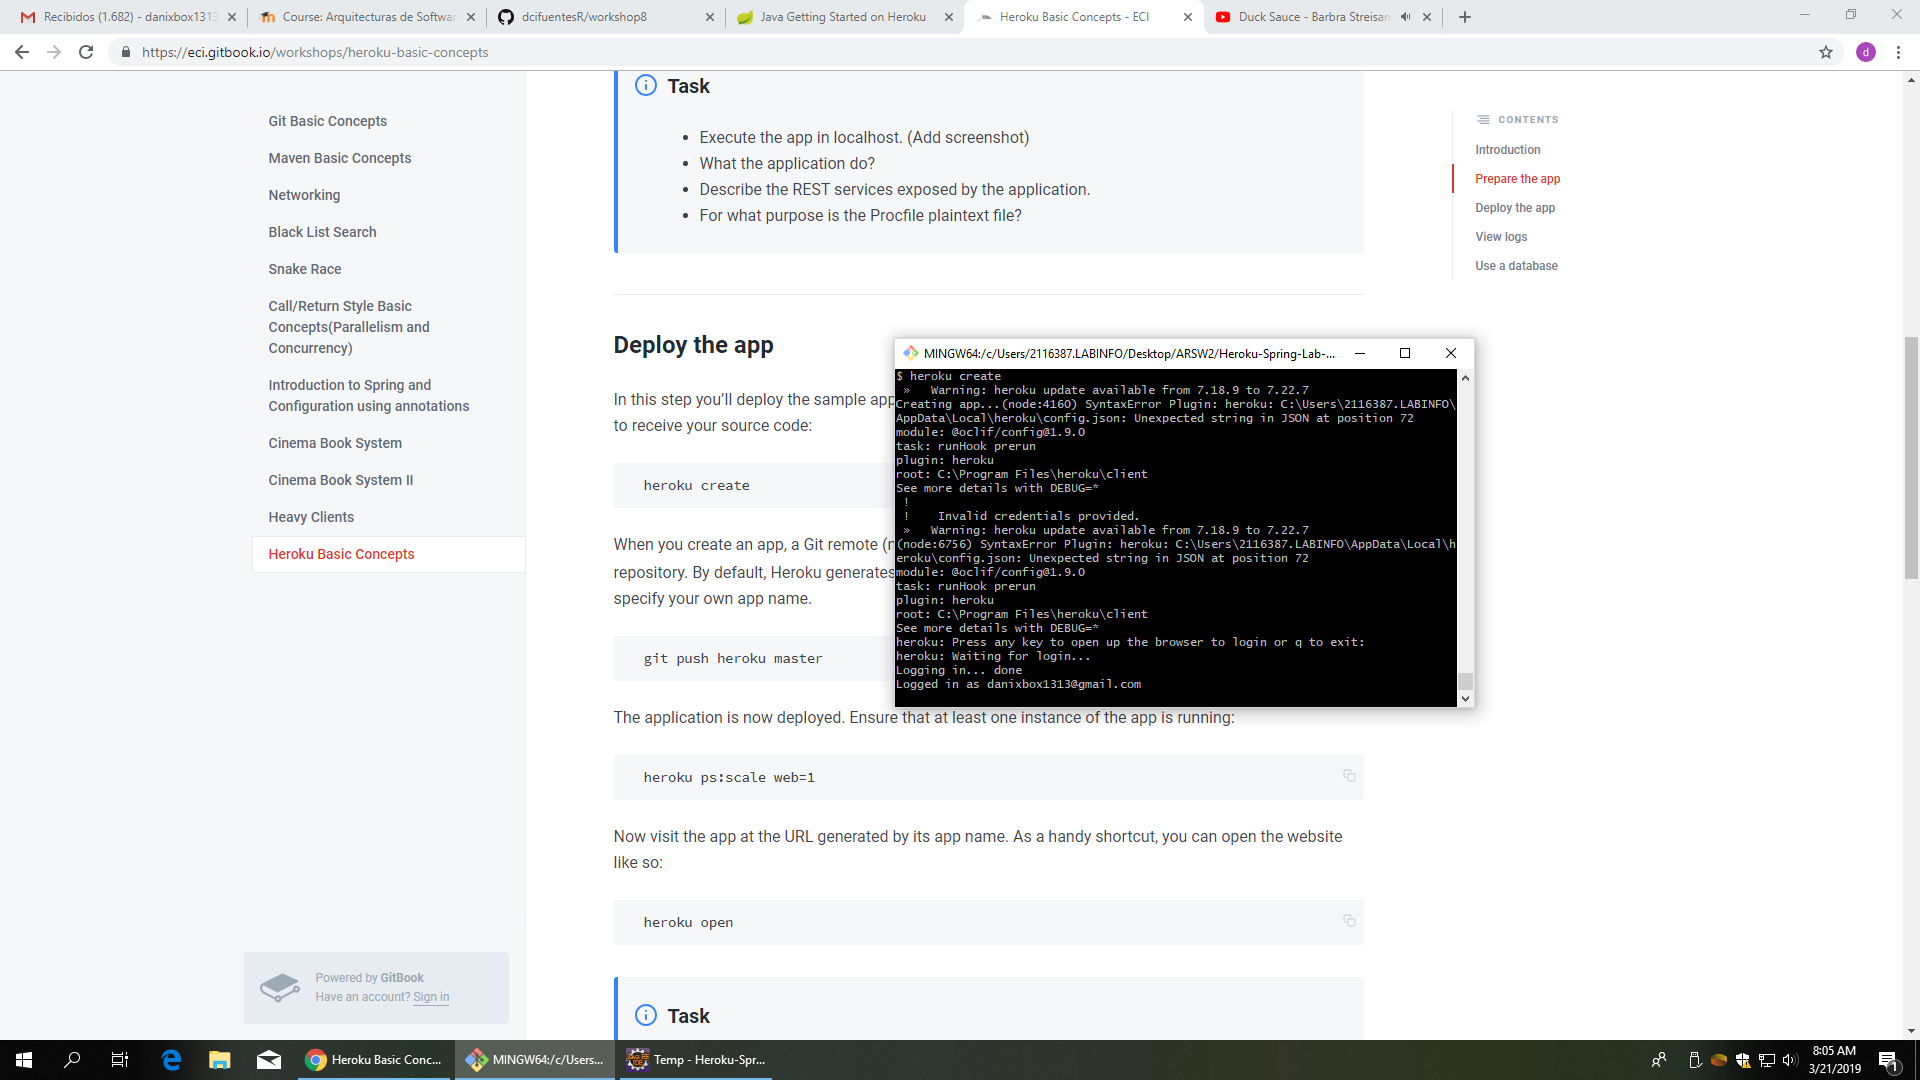 Recibidos (1.682) - danixbox1313
Course: Arquitecturas de Softwar
dcifuentesR/workshop8
Java Getting Started on Heroku
Heroku Basic Concepts - ECI
Duck Sauce - Barbra Streisan
https://eci.gitbook.io/workshops/heroku-basic-concepts
d
Git Basic Concepts
Maven Basic Concepts
Networking
Black List Search
Snake Race
Call/Return Style Basic
Concepts(Parallelism and
Concurrency)
Introduction to Spring and
Configuration using annotations
Cinema Book System
Cinema Book System II
Heavy Clients
Heroku Basic Concepts
Powered by GitBook
Have an account? Sign in
Task
• Execute the app in localhost. (Add screenshot)
• What the application do?
• Describe the REST services exposed by the application.
• For what purpose is the Procfile plaintext file?
Deploy the app
In this step you’ll deploy the sample app
to receive your source code:
heroku create
When you create an app, a Git remote (
repository. By default, Heroku generates
specify your own app name.
git push heroku master
The application is now deployed. Ensure that at least one instance of the app is running:
heroku ps:scale web=1
Now visit the app at the URL generated by its app name. As a handy shortcut, you can open the website
like so:
heroku open
Task
CONTENTS
Introduction
Prepare the app
Deploy the app
View logs
Use a database
MINGW64:/c/Users/2116387.LABINFO/Desktop/ARSW2/Heroku-Spring-Lab-...
$ heroku create
»   Warning: heroku update available from 7.18.9 to 7.22.7
Creating app...(node:4160) SyntaxError Plugin: heroku: C:\Users\2116387.LABINFO\
AppData\Local\heroku\config.json: Unexpected string in JSON at position 72
module: @oclif/config@1.9.0
task: runHook prerun
plugin: heroku
root: C:\Program Files\heroku\client
See more details with DEBUG=*
!
!    Invalid credentials provided.
»   Warning: heroku update available from 7.18.9 to 7.22.7
(node:6756) SyntaxError Plugin: heroku: C:\Users\2116387.LABINFO\AppData\Local\h
eroku\config.json: Unexpected string in JSON at position 72
module: @oclif/config@1.9.0
task: runHook prerun
plugin: heroku
root: C:\Program Files\heroku\client
See more details with DEBUG=*
heroku: Press any key to open up the browser to login or q to exit:
heroku: Waiting for login...
Logging in... done
Logged in as danixbox1313@gmail.com
Heroku Basic Conc...
MINGW64:/c/Users...
Temp - Heroku-Spr...
8:05 AM
3/21/2019
1